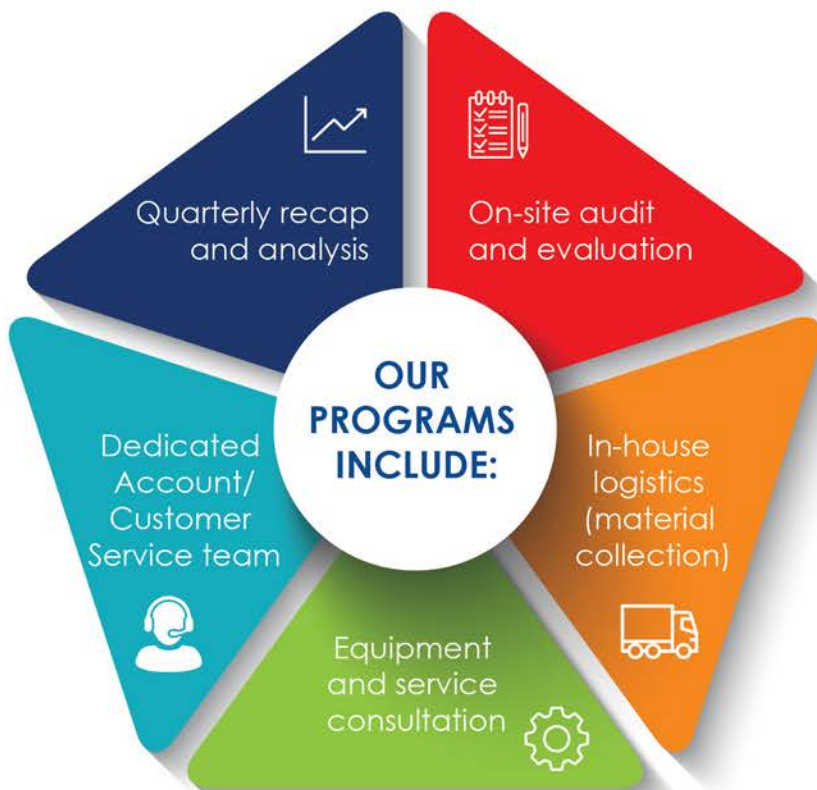 OUR
PROGRAMS
INCLUDE:
On-site audit
and evaluation
In-house
logistics
(material
collection)
Equipment
and service
consultation
Dedicated
Account/
Customer
Service team
Quarterly recap
and analysis